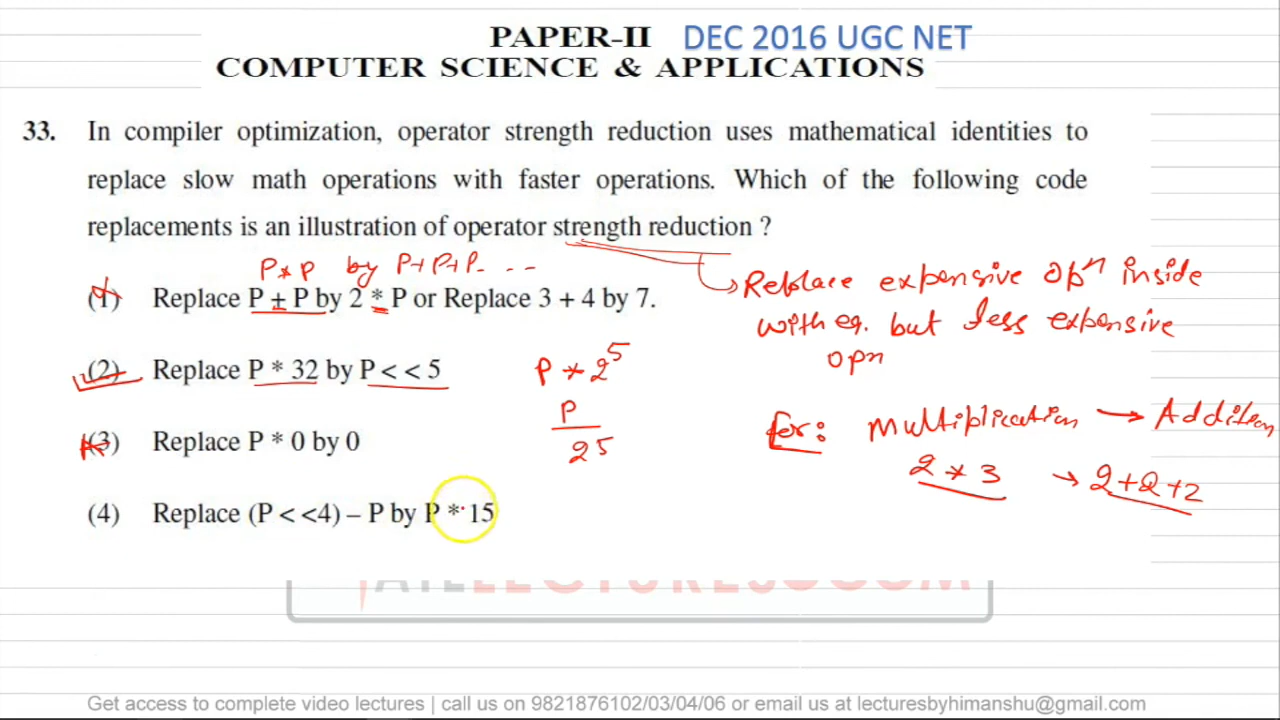 PAPER-II DEC 2016 UGC NET
COMPUTER SCIENCE & APPLICATIONS
33. In compiler optimization, operator strength reduction uses mathematical identities to
replace slow math operations with faster operations. Which of the following code
replacements is an illustration of operator strength reduction ?
P * P by P + P + P - - -
(1) Replace P + P by 2 * P or Replace 3 + 4 by 7.
Replace expensive opn inside
with eq. but less expensive
opn
(2) Replace P * 32 by P < < 5
P * 2^5
P
2^5
for: Multiplication → Addition
2 * 3 → 2+2+2
(3) Replace P * 0 by 0
(4) Replace (P < <4) – P by P * 15
Get access to complete video lectures | call us on 9821876102/03/04/06 or email us at lecturesbyhimanshu@gmail.com